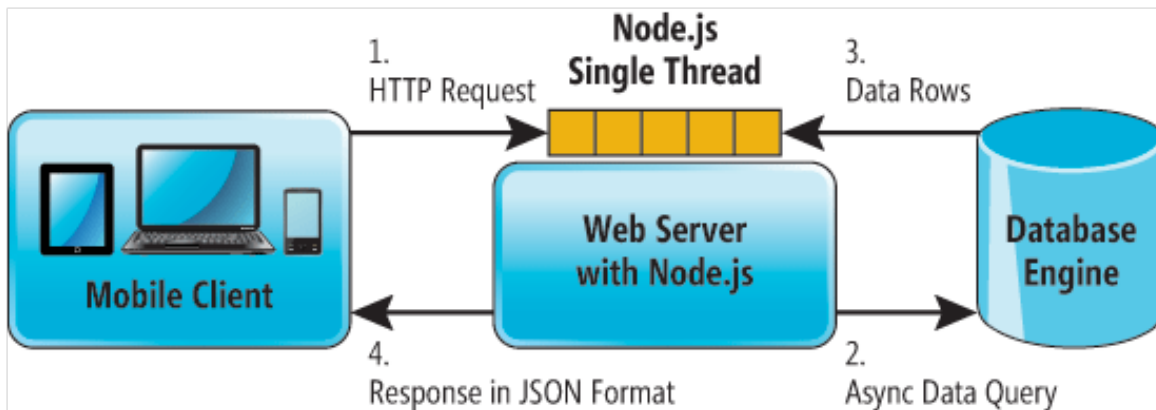 Node.js
Single Thread
1.
HTTP Request
3.
Data Rows
Mobile Client
Web Server
with Node.js
Database
Engine
4.
Response in JSON Format
2.
Async Data Query